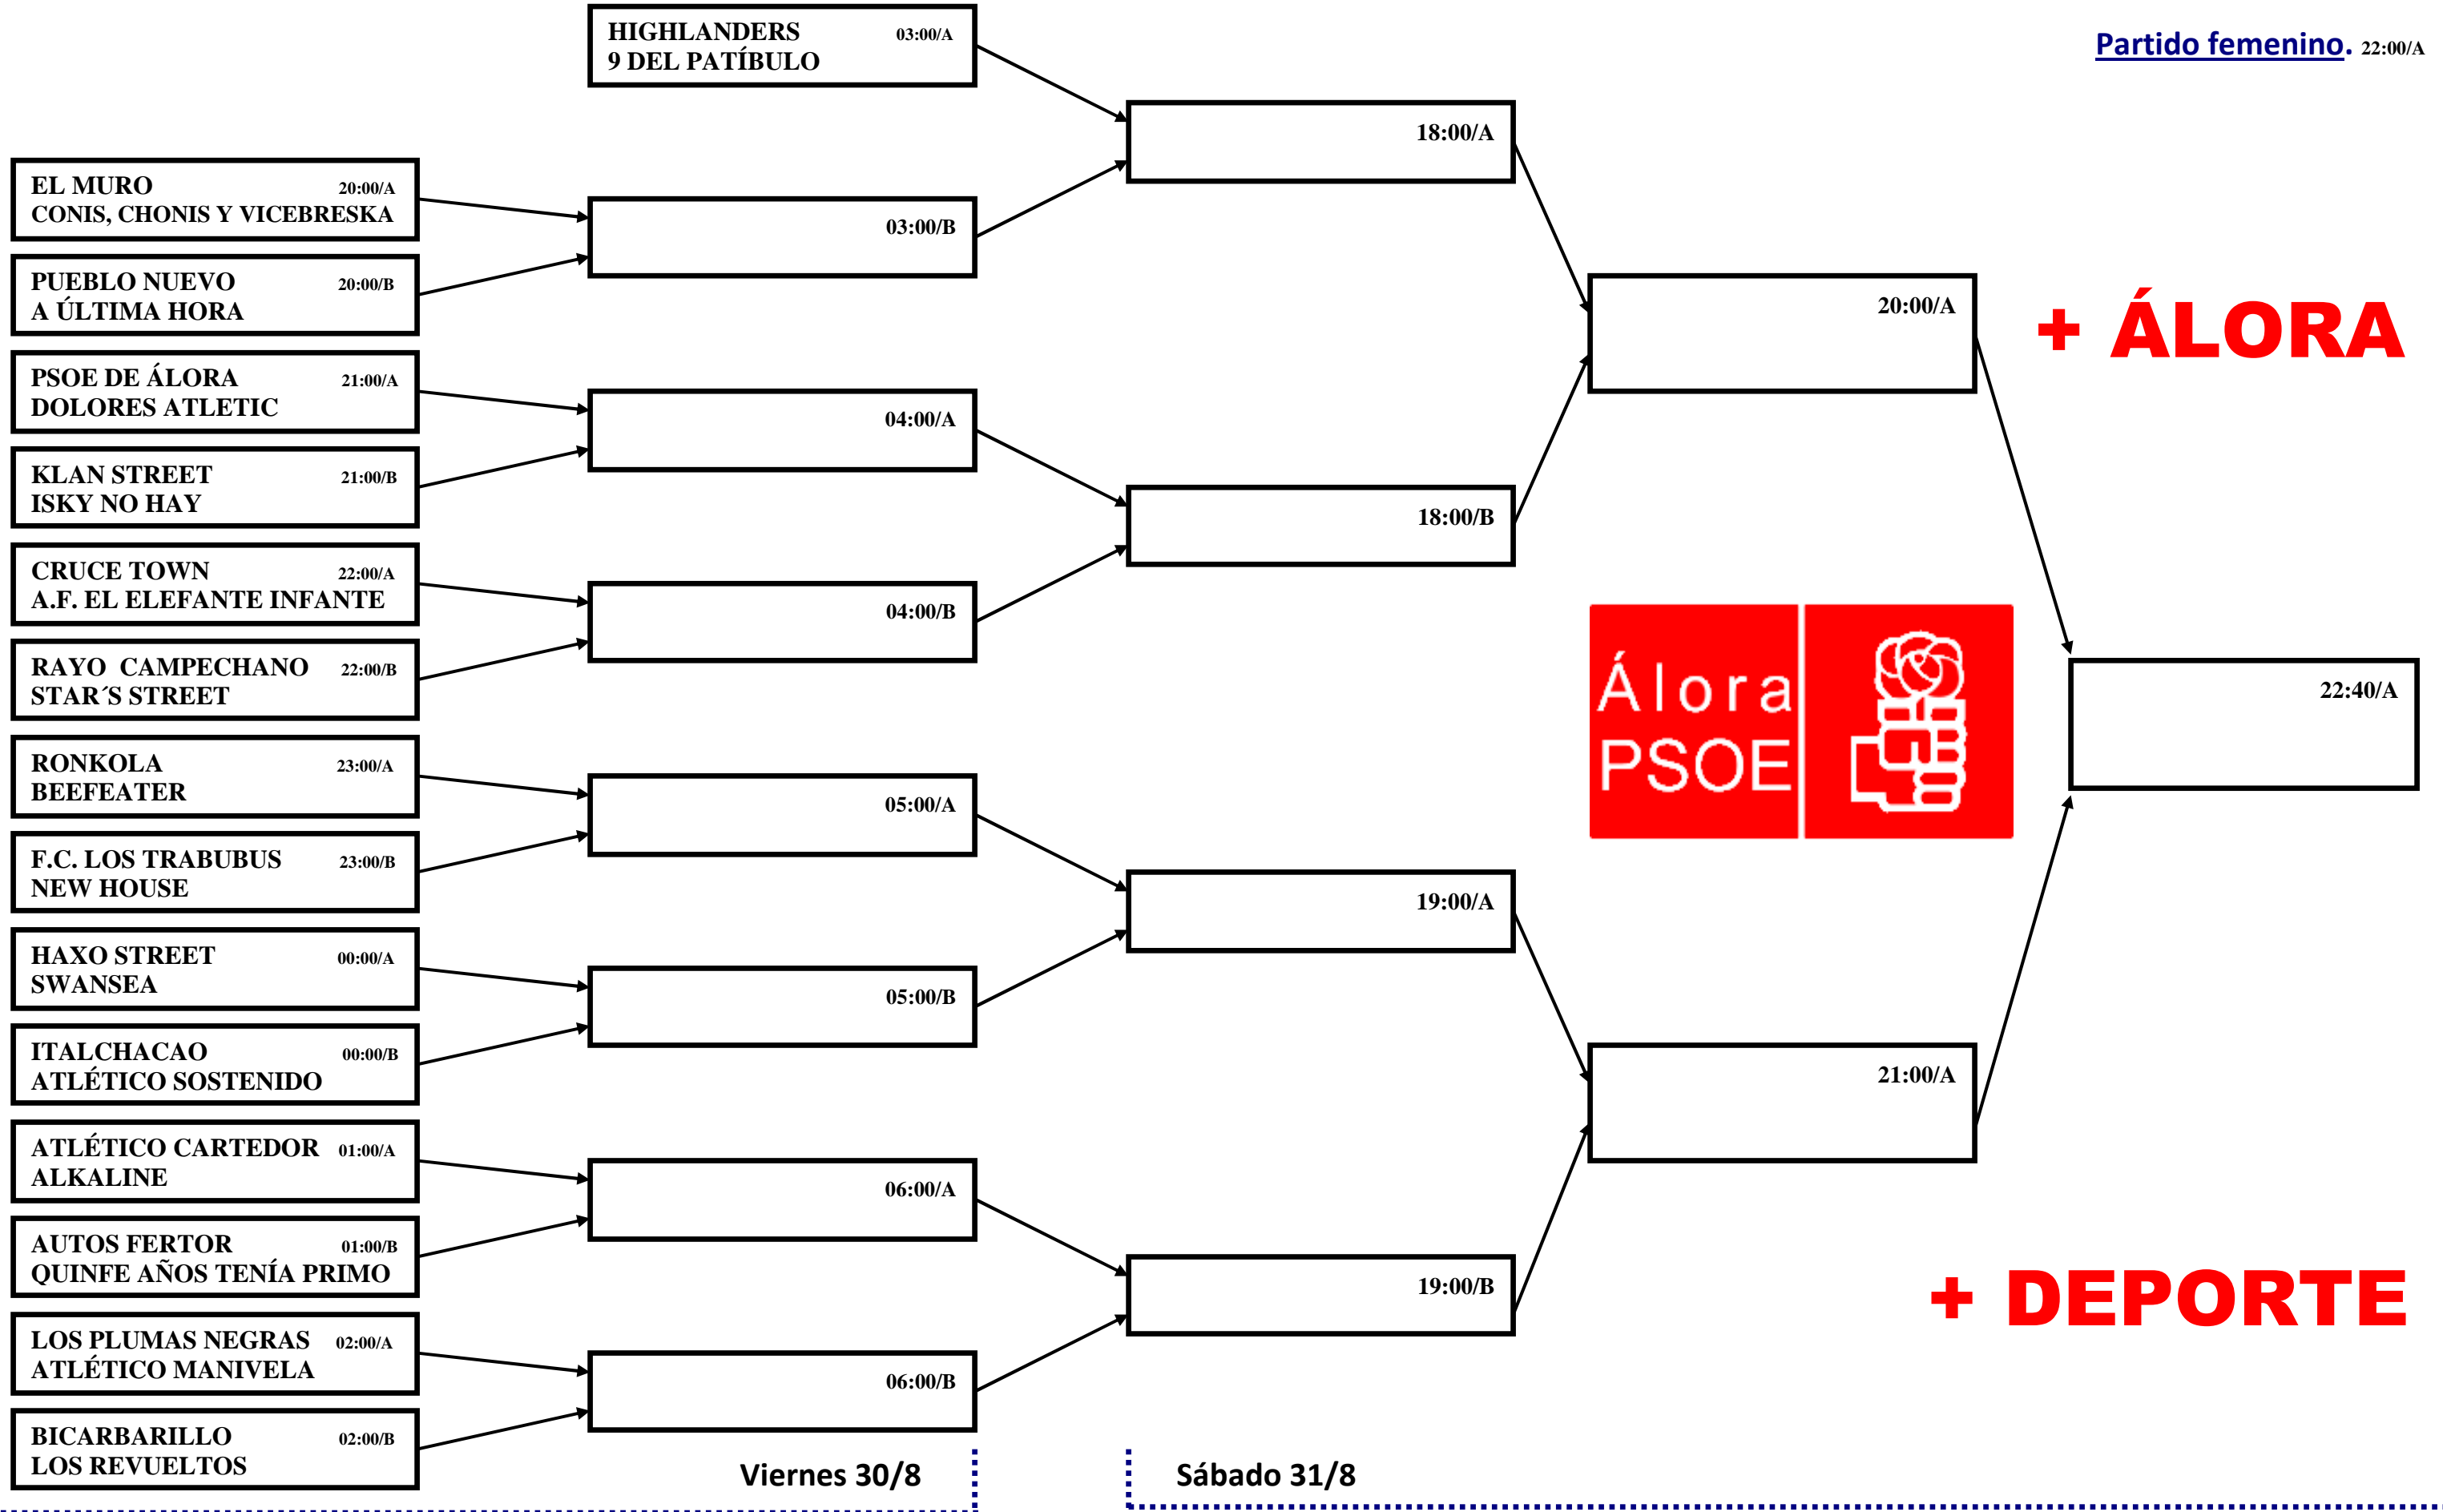 HIGHLANDERS 03:00/A
9 DEL PATÍBULO
Partido femenino. 22:00/A
EL MURO 20:00/A
CONIS, CHONIS Y VICEBRESKA
PUEBLO NUEVO 20:00/B
A ÚLTIMA HORA
PSOE DE ÁLORA 21:00/A
DOLORES ATLETIC
KLAN STREET 21:00/B
ISKY NO HAY
CRUCE TOWN 22:00/A
A.F. EL ELEFANTE INFANTE
RAYO CAMPECHANO 22:00/B
STAR´S STREET
RONKOLA 23:00/A
BEEFEATER
F.C. LOS TRABUBUS 23:00/B
NEW HOUSE
HAXO STREET 00:00/A
SWANSEA
ITALCHACAO 00:00/B
ATLÉTICO SOSTENIDO
ATLÉTICO CARTEDOR 01:00/A
ALKALINE
AUTOS FERTOR 01:00/B
QUINFE AÑOS TENÍA PRIMO
LOS PLUMAS NEGRAS 02:00/A
ATLÉTICO MANIVELA
BICARBARILLO 02:00/B
LOS REVUELTOS
03:00/B
04:00/A
04:00/B
05:00/A
05:00/B
06:00/A
06:00/B
Viernes 30/8
18:00/A
18:00/B
19:00/A
19:00/B
Sábado 31/8
20:00/A
21:00/A
22:40/A
+ ÁLORA
Álora
PSOE
+ DEPORTE